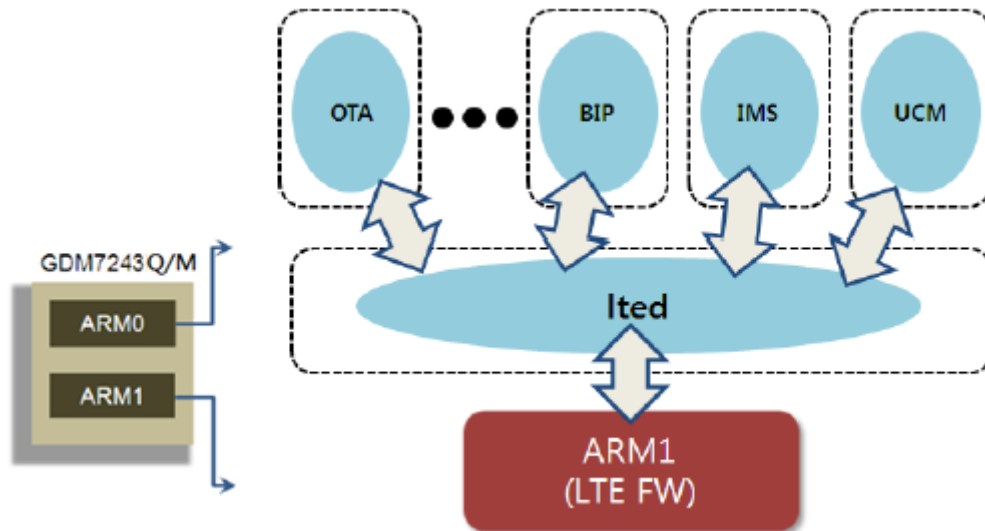 OTA
BIP
IMS
UCM
GDM7243Q/M
ARM0
ARM1
lted
ARM1
(LTE FW)